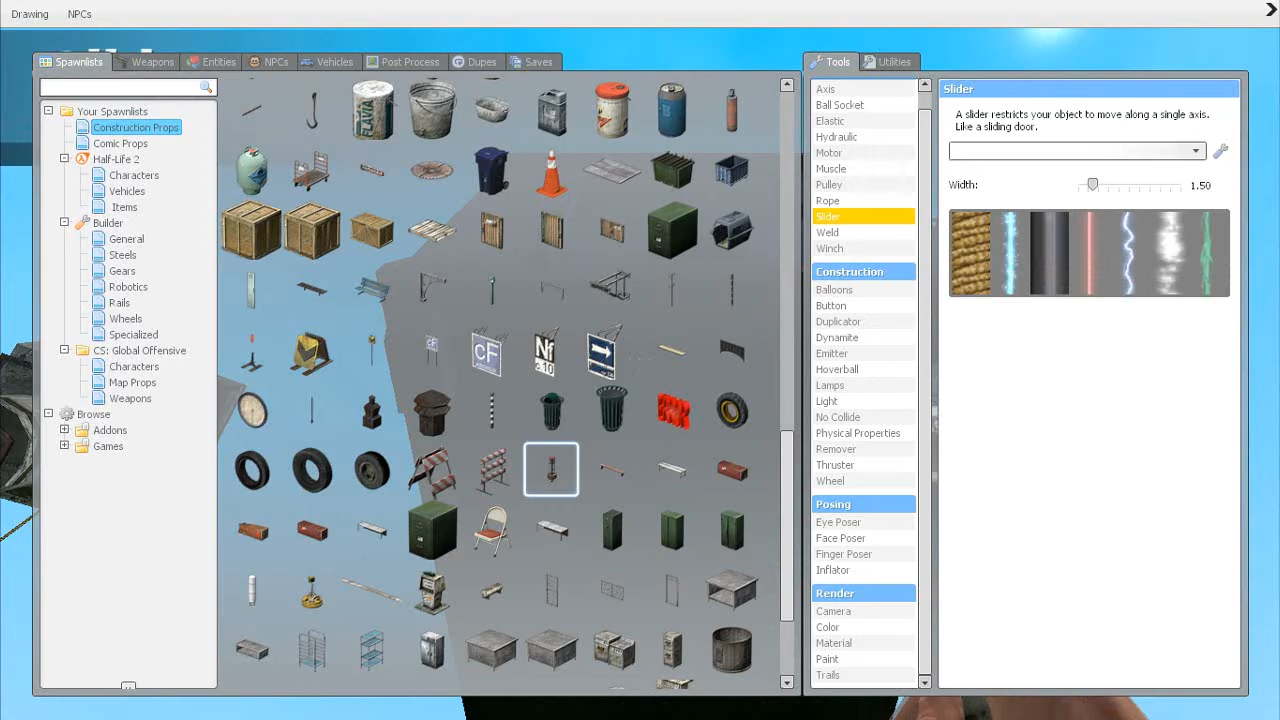 Drawing NPCs
Spawnlists Weapons Entities NPCs Vehicles Post Process Dupes Saves
Tools Utilities
Your Spawnlists
Construction Props
Comic Props
Half-Life 2
Characters
Vehicles
Items
Builder
General
Steels
Gears
Robotics
Rails
Wheels
Specialized
CS: Global Offensive
Characters
Map Props
Weapons
Browse
Addons
Games
FLAVIA
cF
cF
Nf
Axis
Ball Socket
Elastic
Hydraulic
Motor
Muscle
Pulley
Rope
Slider
Weld
Winch
Construction
Balloons
Button
Duplicator
Dynamite
Emitter
Hoverball
Lamps
Light
No Collide
Physical Properties
Remover
Thruster
Wheel
Posing
Eye Poser
Face Poser
Finger Poser
Inflator
Render
Camera
Color
Material
Paint
Trails
Slider
A slider restricts your object to move along a single axis.
Like a sliding door.
Width: 1.50